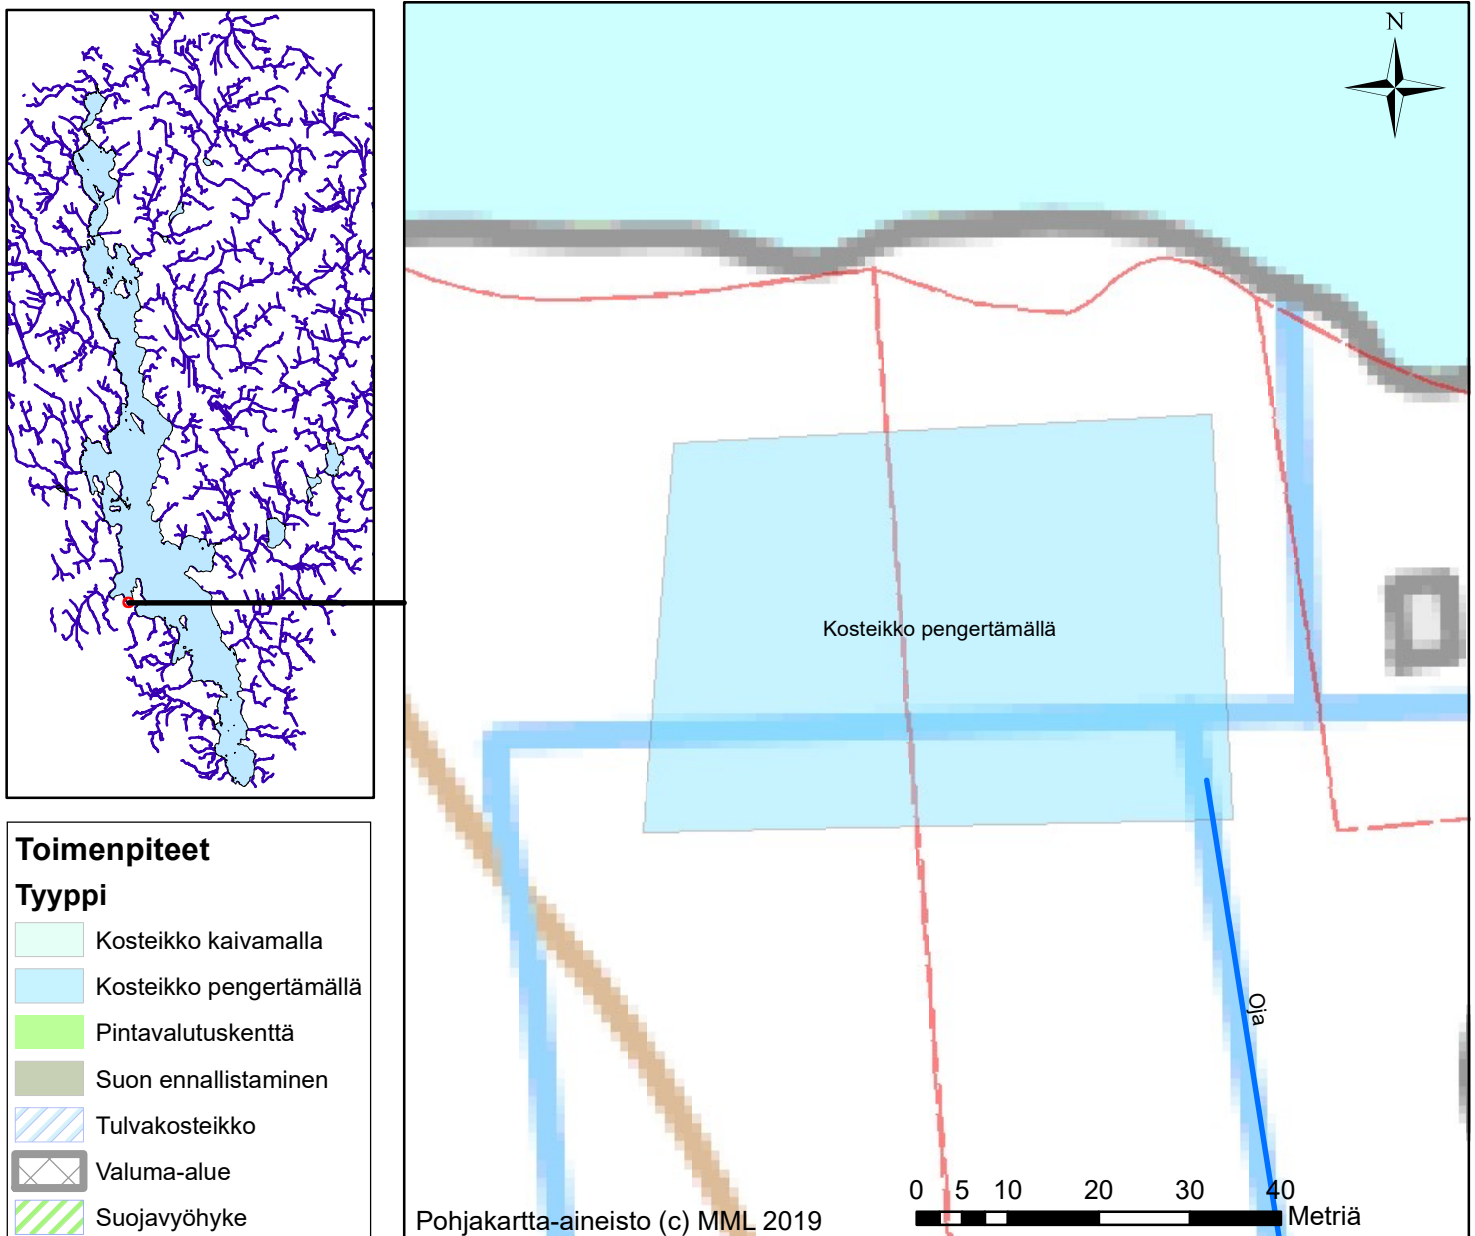 N
Kosteikko pengertämällä
Oja
0 5 10 20 30 40
Metriä
Pohjakartta-aineisto (c) MML 2019
Toimenpiteet
Tyyppi
Kosteikko kaivamalla
Kosteikko pengertämällä
Pintavalutuskenttä
Suon ennallistaminen
Tulvakosteikko
Valuma-alue
Suojavyöhyke